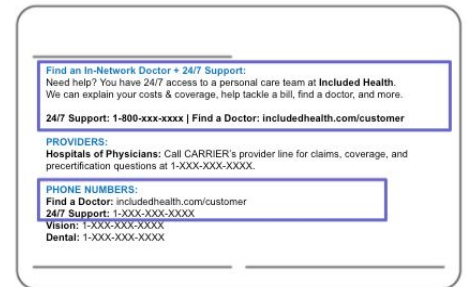 Find an In-Network Doctor + 24/7 Support:
Need help? You have 24/7 access to a personal care team at Included Health.
We can explain your costs & coverage, help tackle a bill, find a doctor, and more.
24/7 Support: 1-800-xxx-xxxx | Find a Doctor: includedhealth.com/customer
PROVIDERS:
Hospitals of Physicians: Call CARRIER's provider line for claims, coverage, and
precertification questions at 1-XXX-XXX-XXXX.
PHONE NUMBERS:
Find a Doctor: includedhealth.com/customer
24/7 Support: 1-XXX-XXX-XXXX
Vision: 1-XXX-XXX-XXXX
Dental: 1-XXX-XXX-XXXX